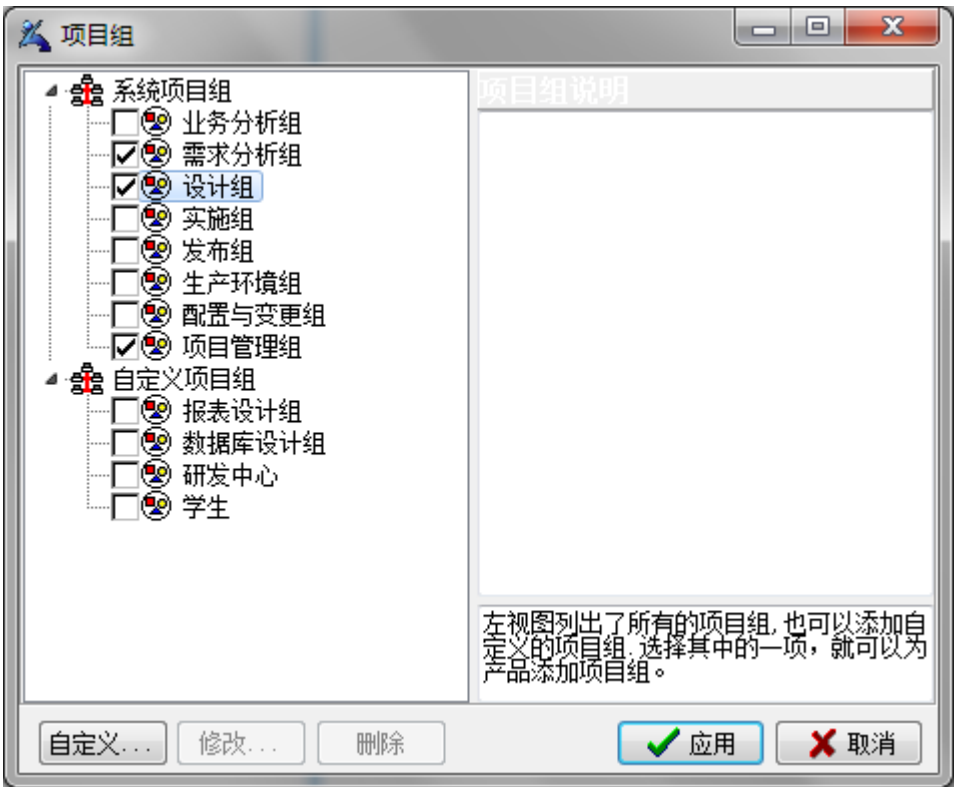 项目组
系统项目组
业务分析组
需求分析组
设计组
实施组
发布组
生产环境组
配置与变更组
项目管理组
自定义项目组
报表设计组
数据库设计组
研发中心
学生
项目组说明
左视图列出了所有的项目组,也可以添加自
定义的项目组.选择其中的一项，就可以为
产品添加项目组。
自定义...
修改...
删除
应用
取消